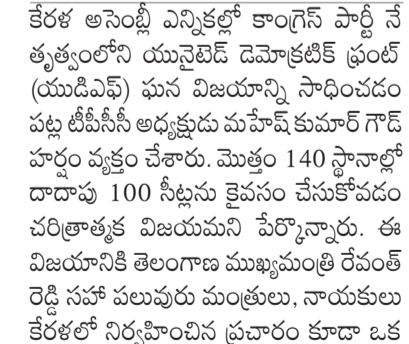 కేరళ అసెంబ్లీ ఎన్నికల్లో కాంగ్రెస్ పార్టీ నే
తృత్వంలోని యునైటెడ్ డెమోక్రటిక్ ఫ్రంట్
(యుడిఎఫ్) ఘన విజయాన్ని సాధించడం
పట్ల టీపీసీసీ అధ్యక్షుడు మహేష్ కుమార్ గౌడ్
హర్షం వ్యక్తం చేశారు. మొత్తం 140 స్థానాల్లో
దాదాపు 100 సీట్లను కైవసం చేసుకోవడం
చరిత్రాత్మక విజయమని పేర్కొన్నారు. ఈ
విజయానికి తెలంగాణ ముఖ్యమంత్రి రేవంత్
రెడ్డి సహా పలువురు మంత్రులు, నాయకులు
కేరళలో నిర్వహించిన ప్రచారం కూడా ఒక